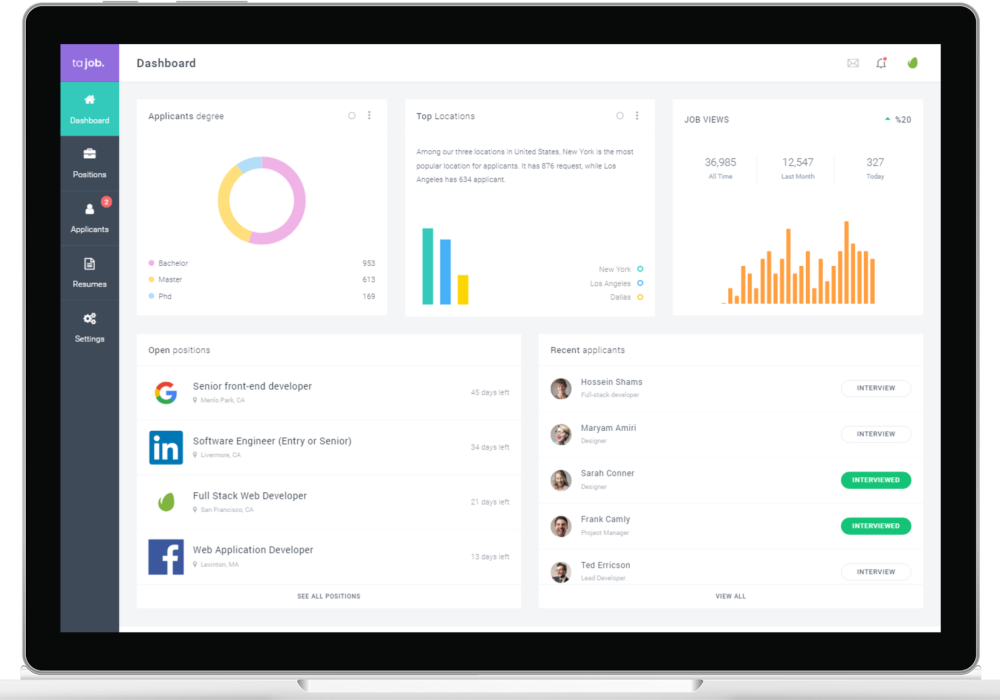 ta job.
Dashboard
Dashboard
Positions
2
Applicants
Resumes
Settings
Applicants degree
Bachelor 953
Master 613
Phd 169
Top Locations
Among our three locations in United States, New York is the most
popular location for applicants. It has 876 request, while Los
Angeles has 634 applicant.
New York
Los Angeles
Dallas
JOB VIEWS %20
36,985 12,547 327
All Time Last Month Today
Open positions
Senior front-end developer
Menlo Park, CA
45 days left
in
Software Engineer (Entry or Senior)
Livermore, CA
34 days left
Full Stack Web Developer
San Francisco, CA
21 days left
f
Web Application Developer
Lexinton, MA
13 days left
SEE ALL POSITIONS
Recent applicants
Hossein Shams
Full-stack developer
INTERVIEW
Maryam Amiri
Designer
INTERVIEW
Sarah Conner
Designer
INTERVIEWED
Frank Camly
Project Manager
INTERVIEWED
Ted Erricson
Lead Developer
INTERVIEW
VIEW ALL